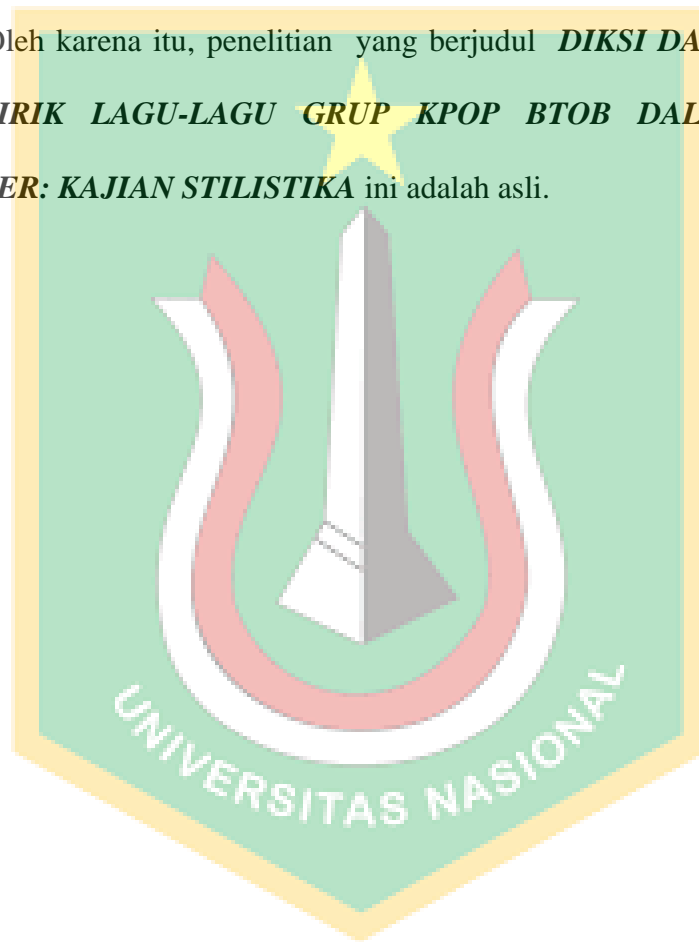 Oleh karena itu, penelitian yang berjudul DIKSI DA
IRIK LAGU-LAGU GRUP KPOP BTOB DAL
ER: KAJIAN STILISTIKA ini adalah asli.
UNIVERSITAS NASIONAL